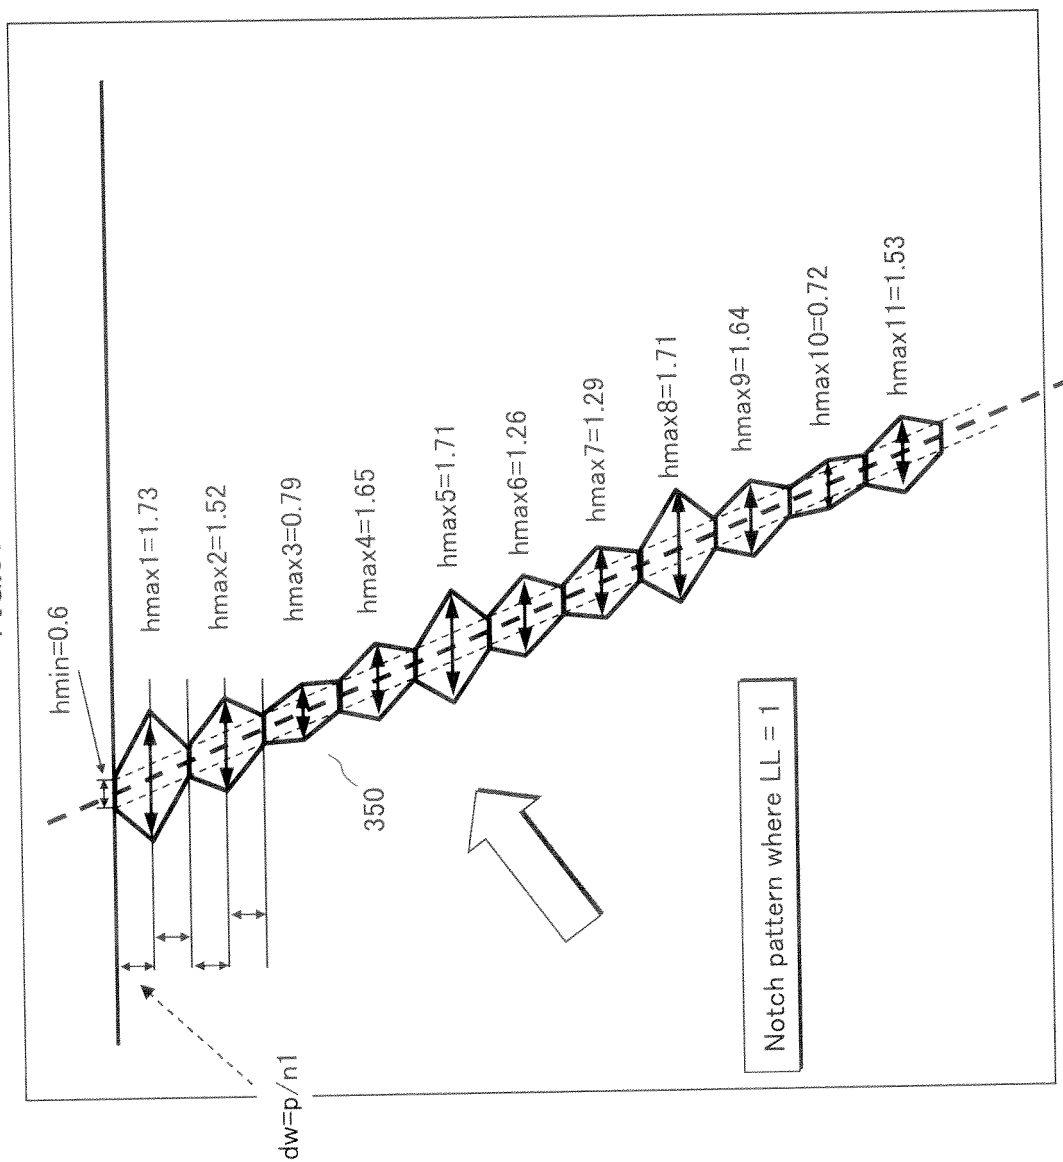 hmin=0.6
hmax1=1.73
hmax2=1.52
hmax3=0.79
hmax4=1.65
hmax5=1.71
hmax6=1.26
hmax7=1.29
hmax8=1.71
hmax9=1.64
hmax10=0.72
hmax11=1.53
350
dw=p/n1
Notch pattern where LL = 1